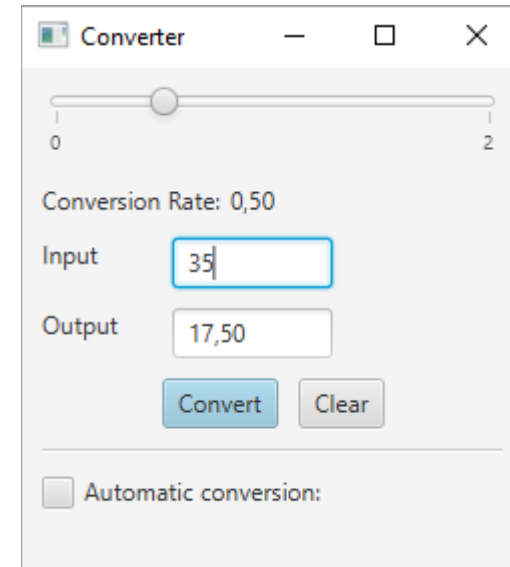 Converter
0 2
Conversion Rate: 0,50
Input 35
Output 17,50
Convert Clear
Automatic conversion: